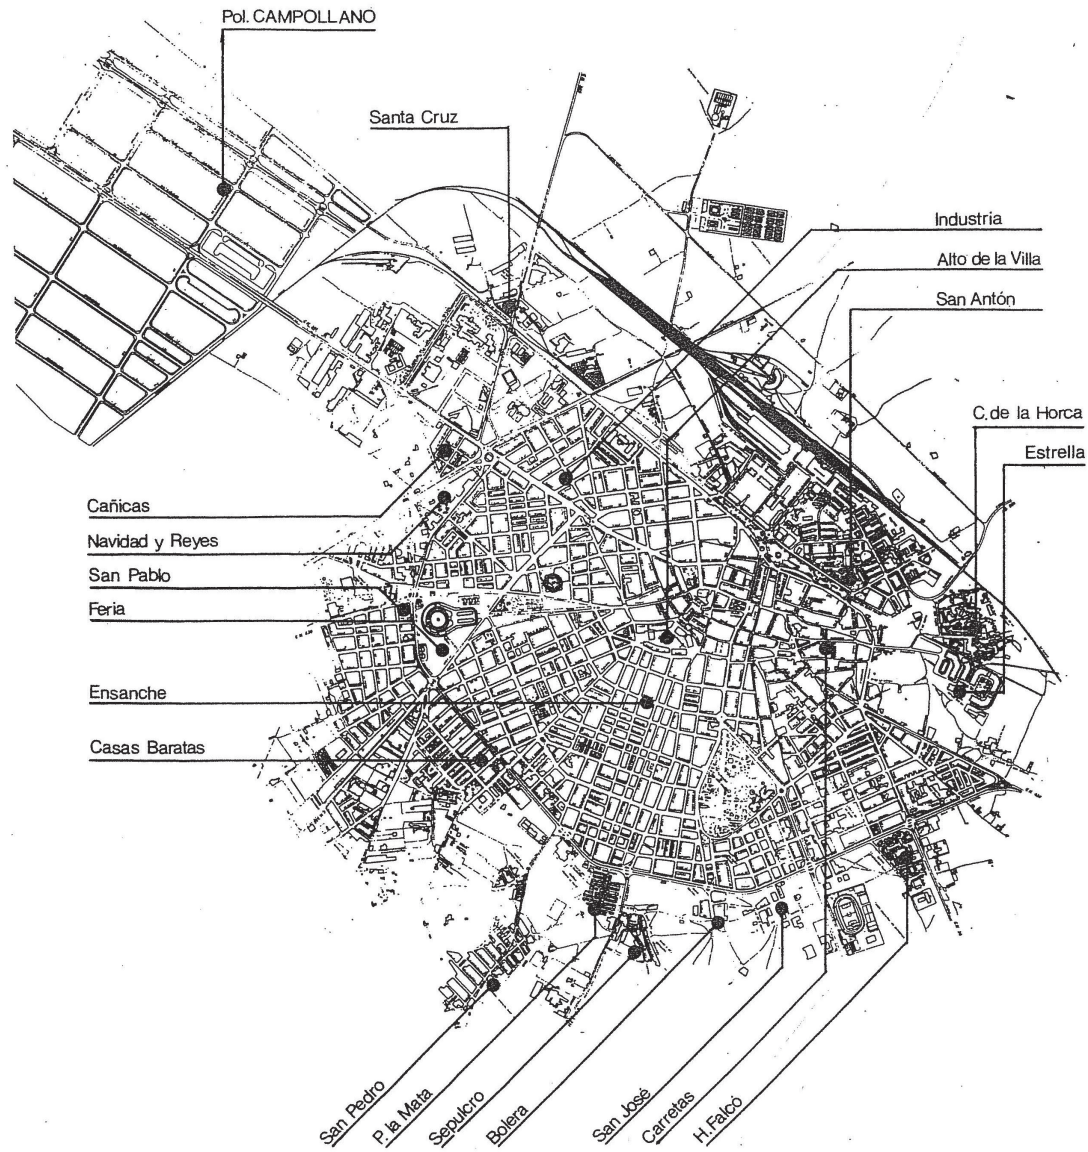 Pol. CAMPOLLANO
Santa Cruz
Industria
Alto de la Villa
San Antón
C. de la Horca
Estrella
Cañicas
Navidad y Reyes
San Pablo
Feria
Ensanche
Casas Baratas
San Pedro
P. la Mata
Sepulcro
Bolera
San José
Carretas
H. Falcó